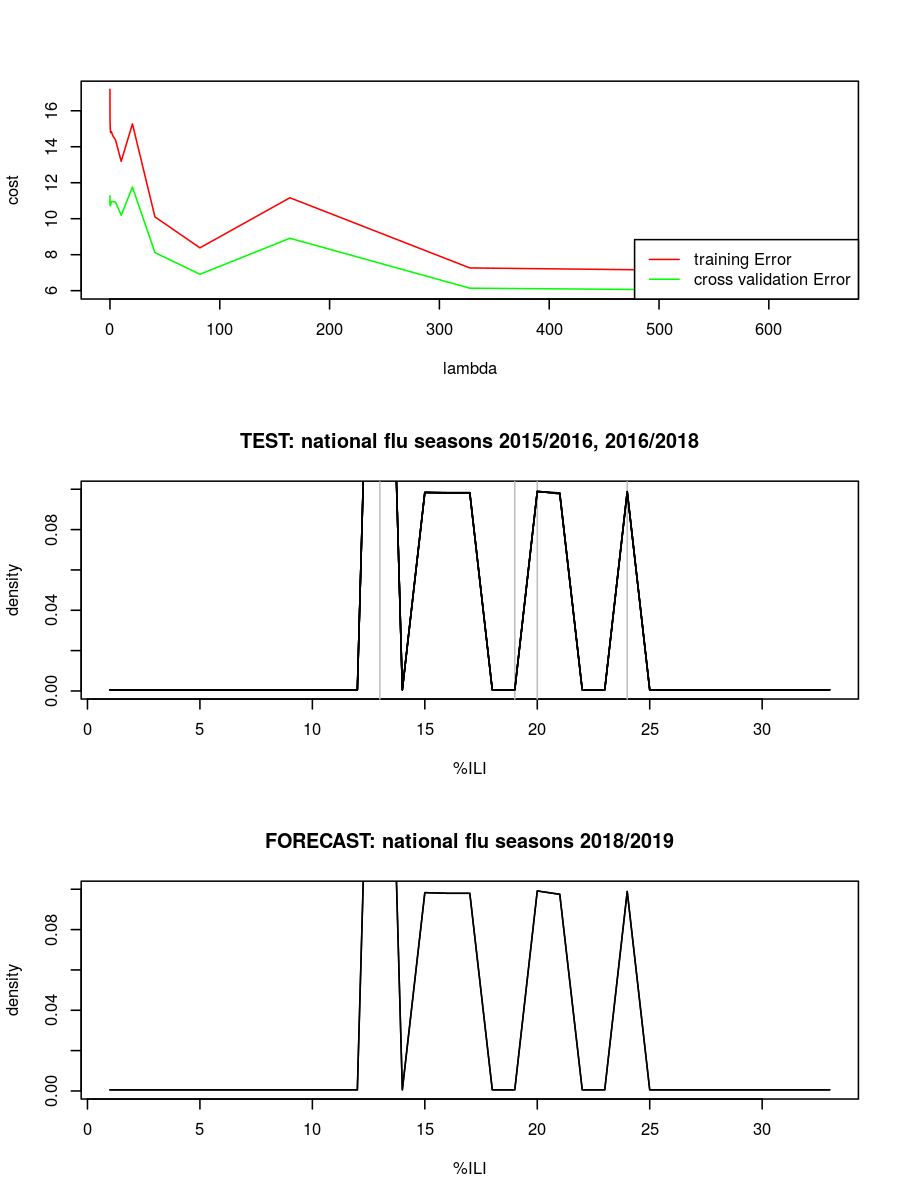 16
14
12
10
8
6
cost
training Error
cross validation Error
0 100 200 300 400 500 600
lambda
TEST: national flu seasons 2015/2016, 2016/2018
0.08
0.04
0.00
density
0 5 10 15 20 25 30
%ILI
FORECAST: national flu seasons 2018/2019
0.08
0.04
0.00
density
0 5 10 15 20 25 30
%ILI